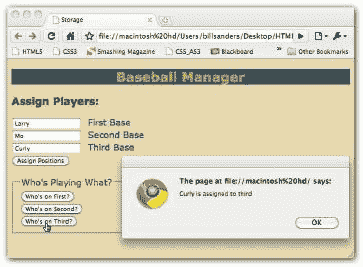 Storage
file://macintosh%20hd/Users/billsanders/Desktop/HTML
HTML5 CSS3 Smashing Magazine CSS_AS3 Blackboard » Other Bookmarks
Baseball Manager
Assign Players:
Larry First Base
Mo Second Base
Curly Third Base
Assign Positions
Who's Playing What?
Who's on First?
Who's on Second?
Who's on Third?
The page at file://macintosh%20hd/ says:
Curly is assigned to third
OK